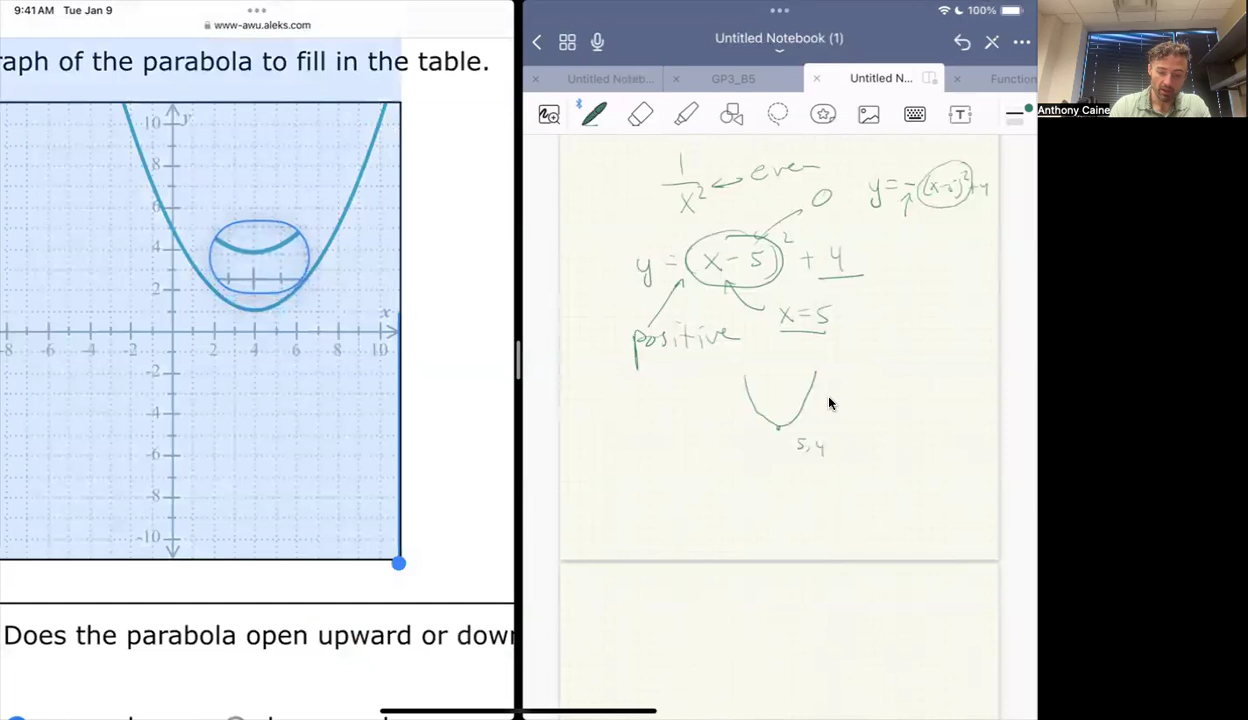 9:41 AM Tue Jan 9
www-awu.aleks.com
raph of the parabola to fill in the table.
10
y
8
6
4
2
x
-8
-4
-2
2
4
6
8
10
-2
-4
-6
-8
-10
Does the parabola open upward or down
100%
Untitled Notebook (1)
Untitled Noteb...
GP3_B5
Untitled N...
Function
1
x² even
0
y = -(x-5)²+4
y = (x-5)² + 4
positive
x=5
5,4
Anthony Caine